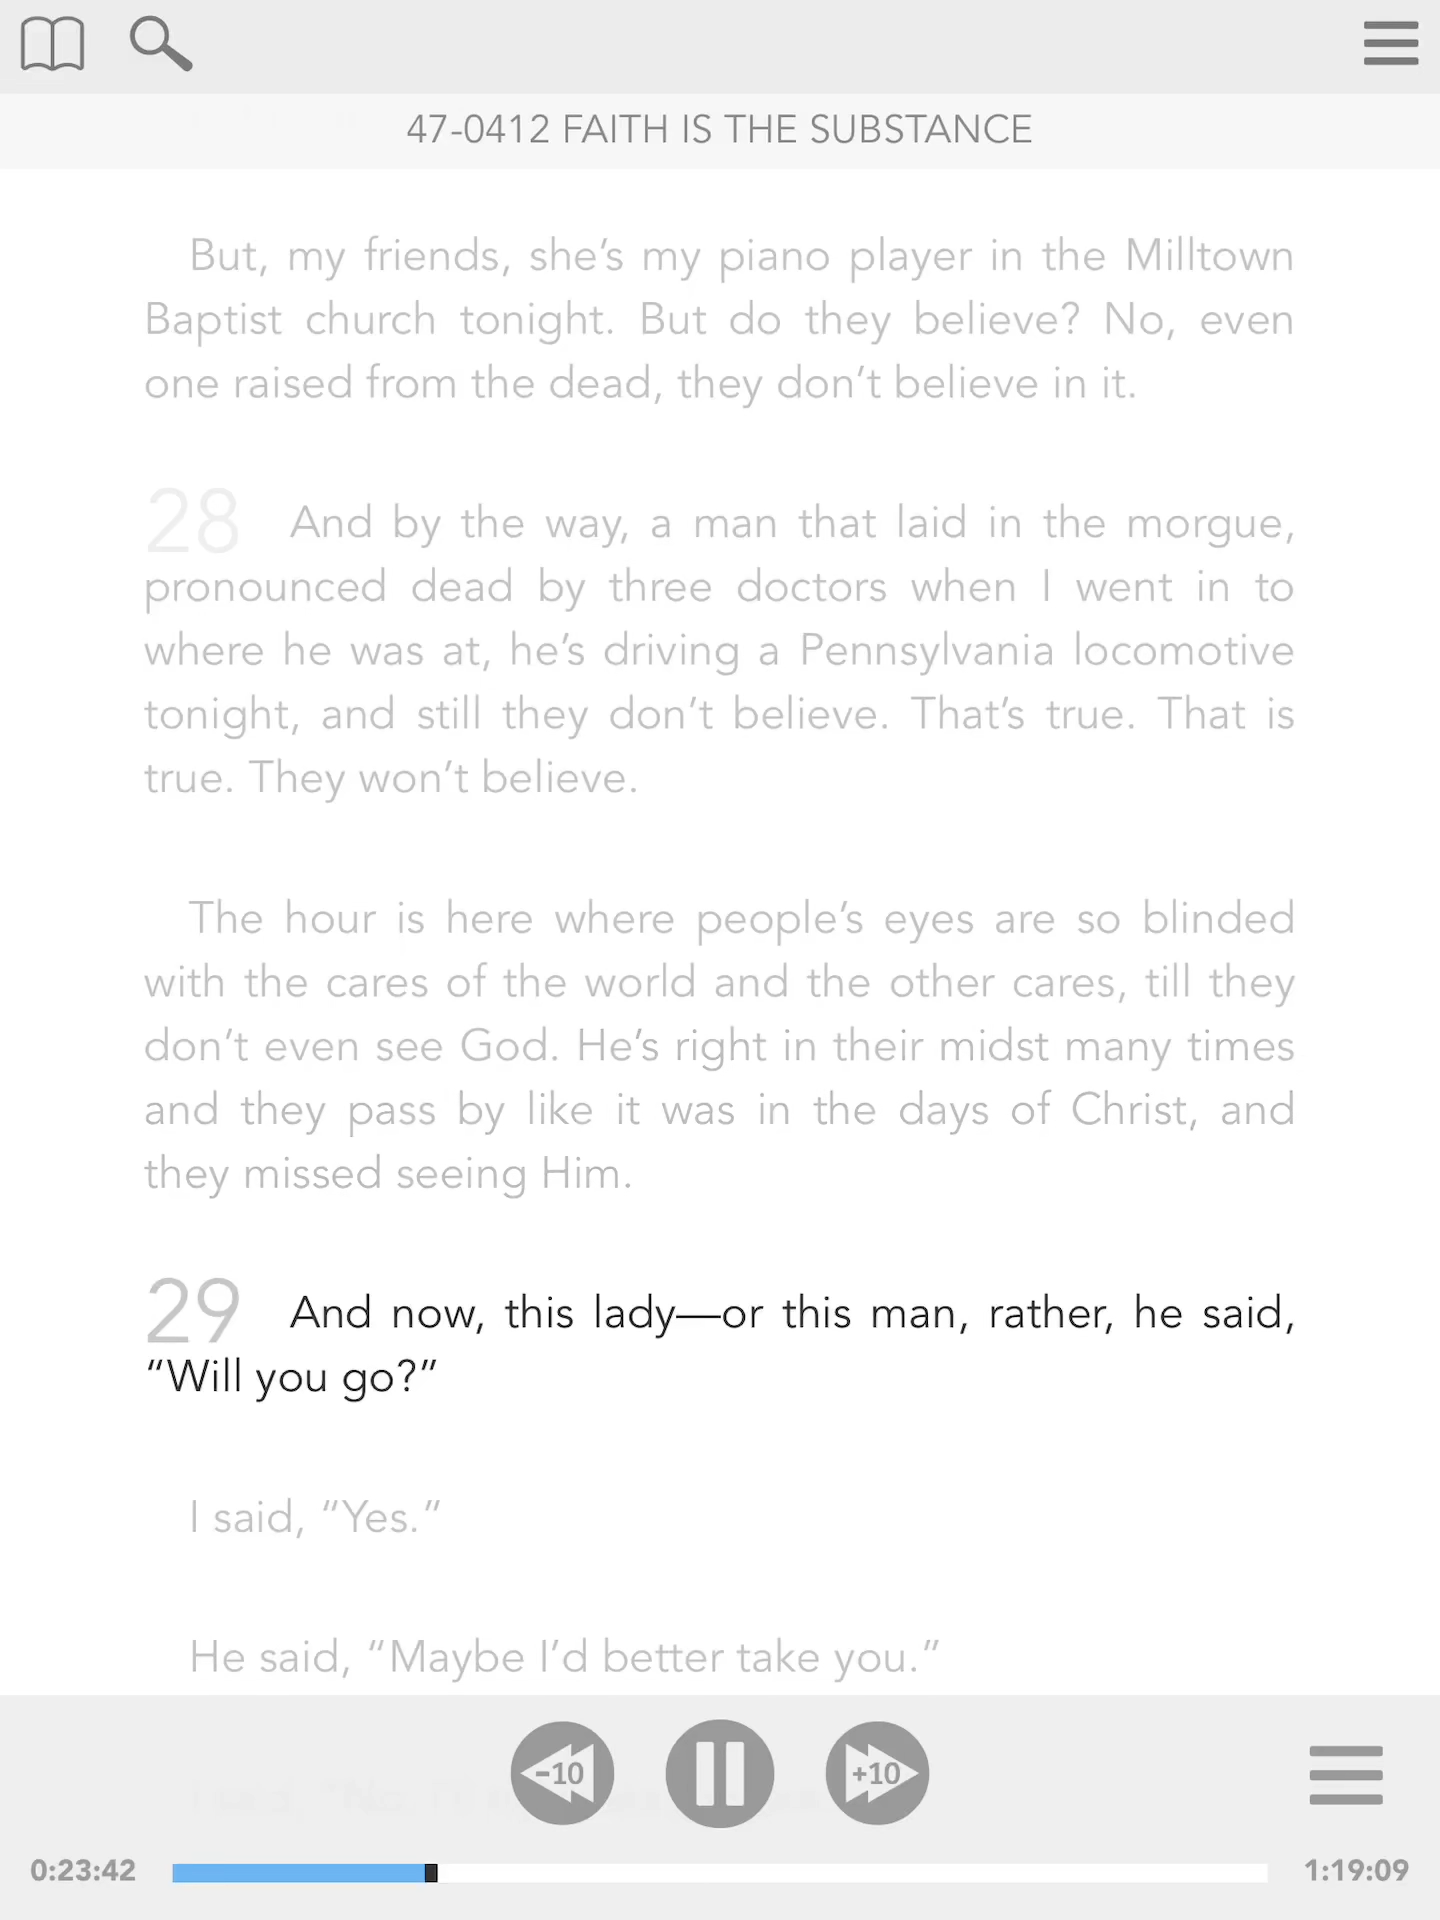 47-0412 FAITH IS THE SUBSTANCE
But, my friends, she’s my piano player in the Milltown
Baptist church tonight. But do they believe? No, even
one raised from the dead, they don’t believe in it.
28 And by the way, a man that laid in the morgue,
pronounced dead by three doctors when I went in to
where he was at, he’s driving a Pennsylvania locomotive
tonight, and still they don’t believe. That’s true. That is
true. They won’t believe.
The hour is here where people’s eyes are so blinded
with the cares of the world and the other cares, till they
don’t even see God. He’s right in their midst many times
and they pass by like it was in the days of Christ, and
they missed seeing Him.
29 And now, this lady—or this man, rather, he said,
“Will you go?”
I said, “Yes.”
He said, “Maybe I’d better take you.”
-10 +10
0:23:42 1:19:09